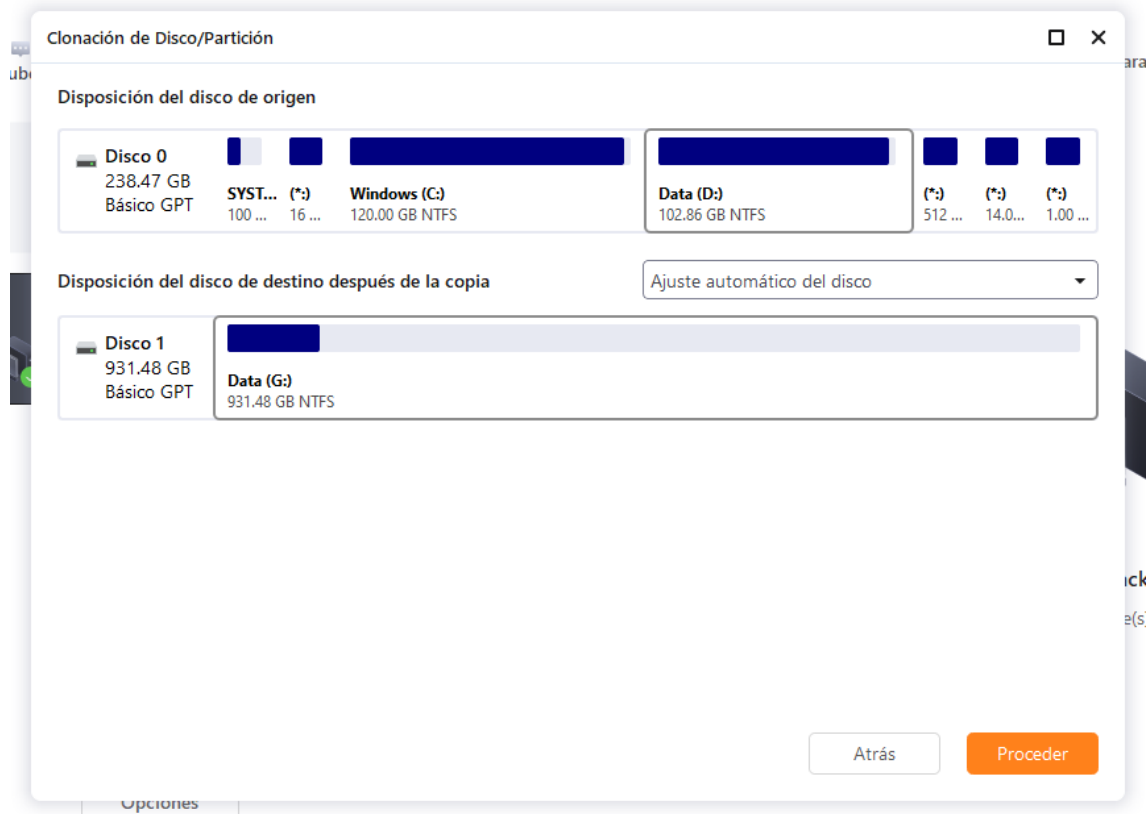 Clonación de Disco/Partición
Disposición del disco de origen
Disco 0
238.47 GB
Básico GPT
SYST... (*:) Windows (C:) Data (D:) (*:) (*:) (*:)
100 ... 16 ... 120.00 GB NTFS 102.86 GB NTFS 512 ... 14.0... 1.00 ...
Disposición del disco de destino después de la copia
Ajuste automático del disco
Disco 1
931.48 GB
Básico GPT
Data (G:)
931.48 GB NTFS
Atrás
Proceder
Opciones